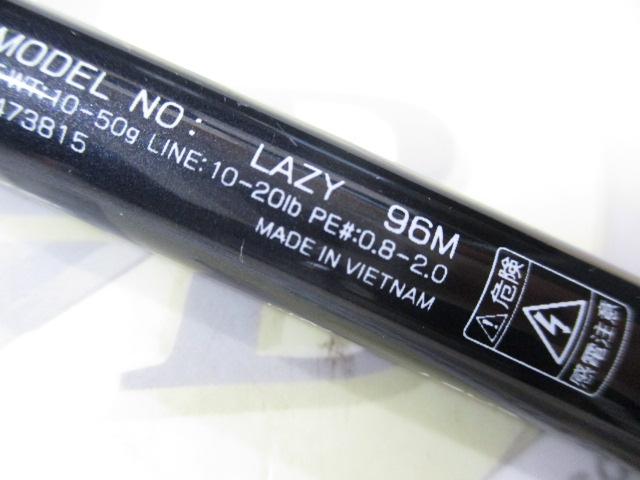 MODEL NO: LAZY 96M
WT:10-50g LINE:10-20lb PE#:0.8-2.0
473815 MADE IN VIETNAM
危険
感電注意